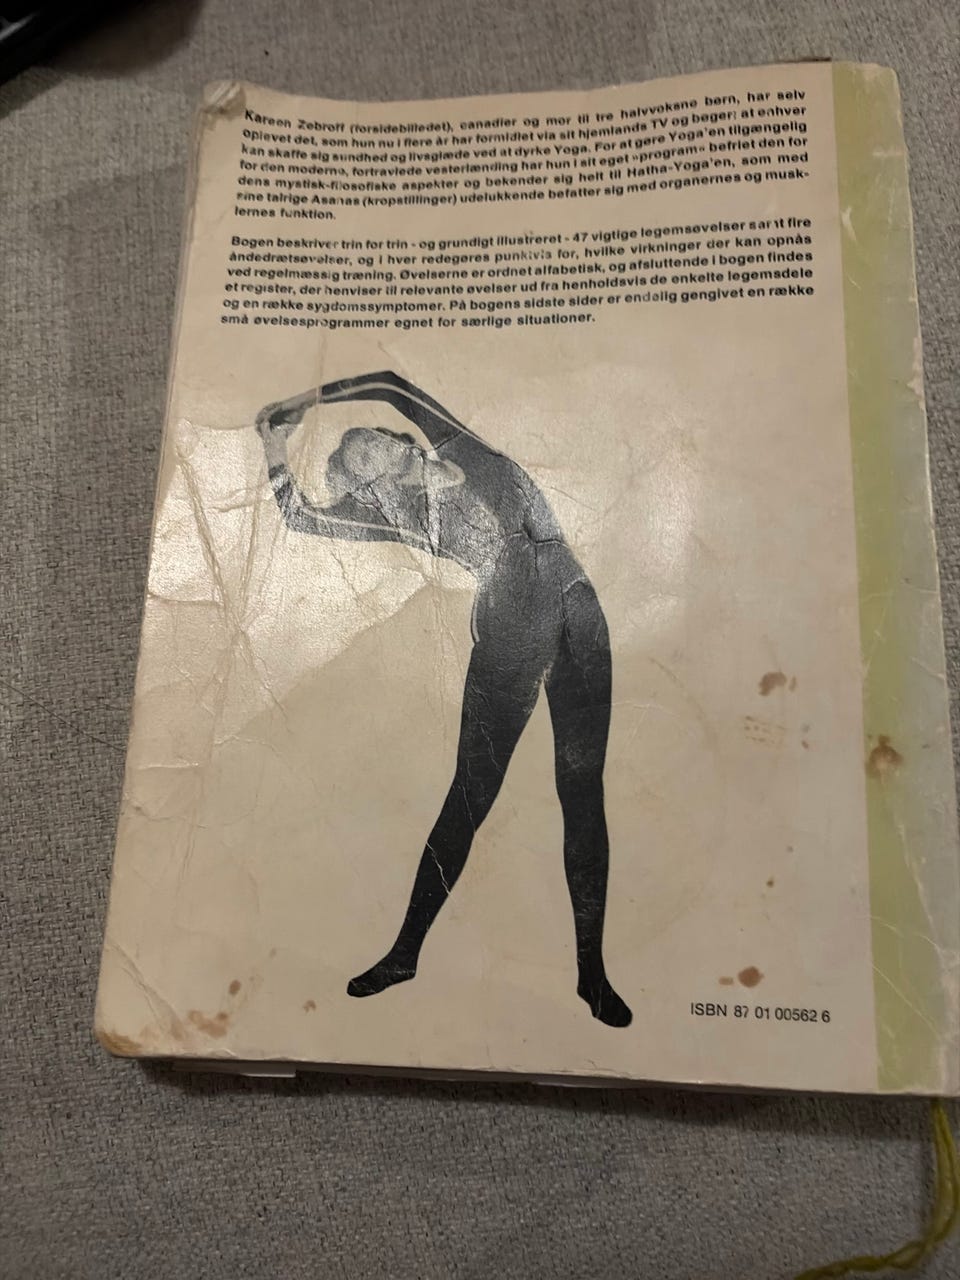 Kareen Zebroff (forsidebilledet), canadier og mor til tre halvvoksne børn, har selv
oplevet det, som hun nu i flere år har formidlet via sit hjemlands TV og bøger: at enhver
kan skaffe sig sundhed og livsglæde ved at dyrke Yoga. For at gøre Yoga'en tilgængelig
for den moderne, fortravlede vesterlænding har hun i sit eget »program« befriet den for
dens mystisk-filosofiske aspekter og bekender sig helt til Hatha-Yoga'en, som med
sine talrige Asanas (kropstillinger) udelukkende befatter sig med organernes og musk-
lernes funktion.
Bogen beskriver trin for trin - og grundigt illustreret - 47 vigtige legemsøvelser samt fire
åndedrætsøvelser, og i hver redegøres punktvis for, hvilke virkninger der kan opnås
ved regelmæssig træning. Øvelserne er ordnet alfabetisk, og afsluttende i bogen findes
et register, der henviser til relevante øvelser ud fra henholdsvis de enkelte legemsdele
og en række sygdomssymptomer. På bogens sidste sider er endelig gengivet en række
små øvelsesprogrammer egnet for særlige situationer.
ISBN 87 01 00562 6